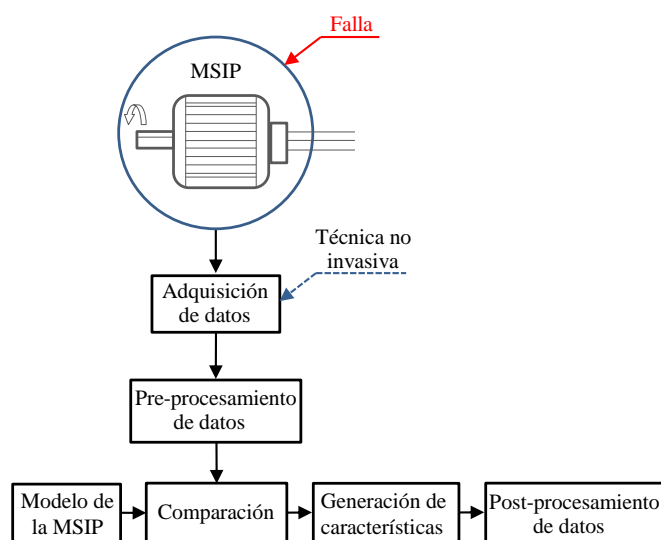 Falla
MSIP
Técnica no
invasiva
Adquisición
de datos
Pre-procesamiento
de datos
Modelo de
la MSIP
Comparación
Generación de
características
Post-procesamiento
de datos